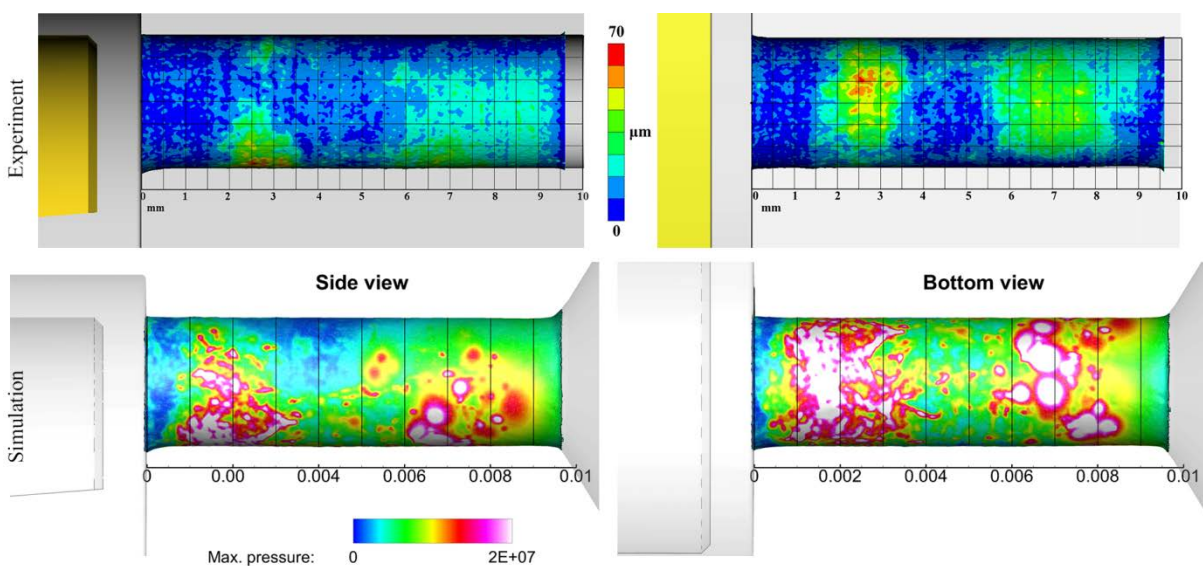 Experiment
0 1 2 3 4 5 6 7 8 9 10
mm
70
μm
0
0 1 2 3 4 5 6 7 8 9 10
mm
Simulation
Side view
0 0.00 0.004 0.006 0.008 0.01
Bottom view
0 0.002 0.004 0.006 0.008 0.01
Max. pressure: 0 2E+07